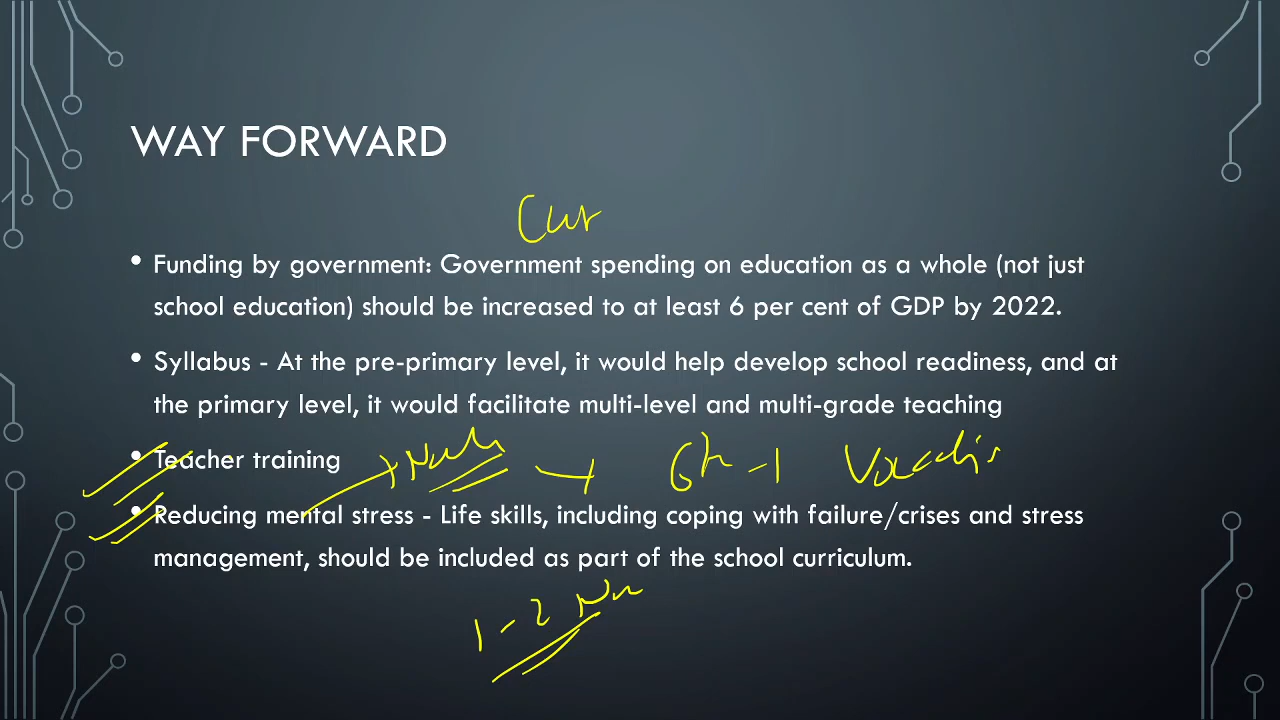 WAY FORWARD
• Funding by government: Government spending on education as a whole (not just
school education) should be increased to at least 6 per cent of GDP by 2022.
• Syllabus - At the pre-primary level, it would help develop school readiness, and at
the primary level, it would facilitate multi-level and multi-grade teaching
• Teacher training
• Reducing mental stress - Life skills, including coping with failure/crises and stress
management, should be included as part of the school curriculum.
1-2